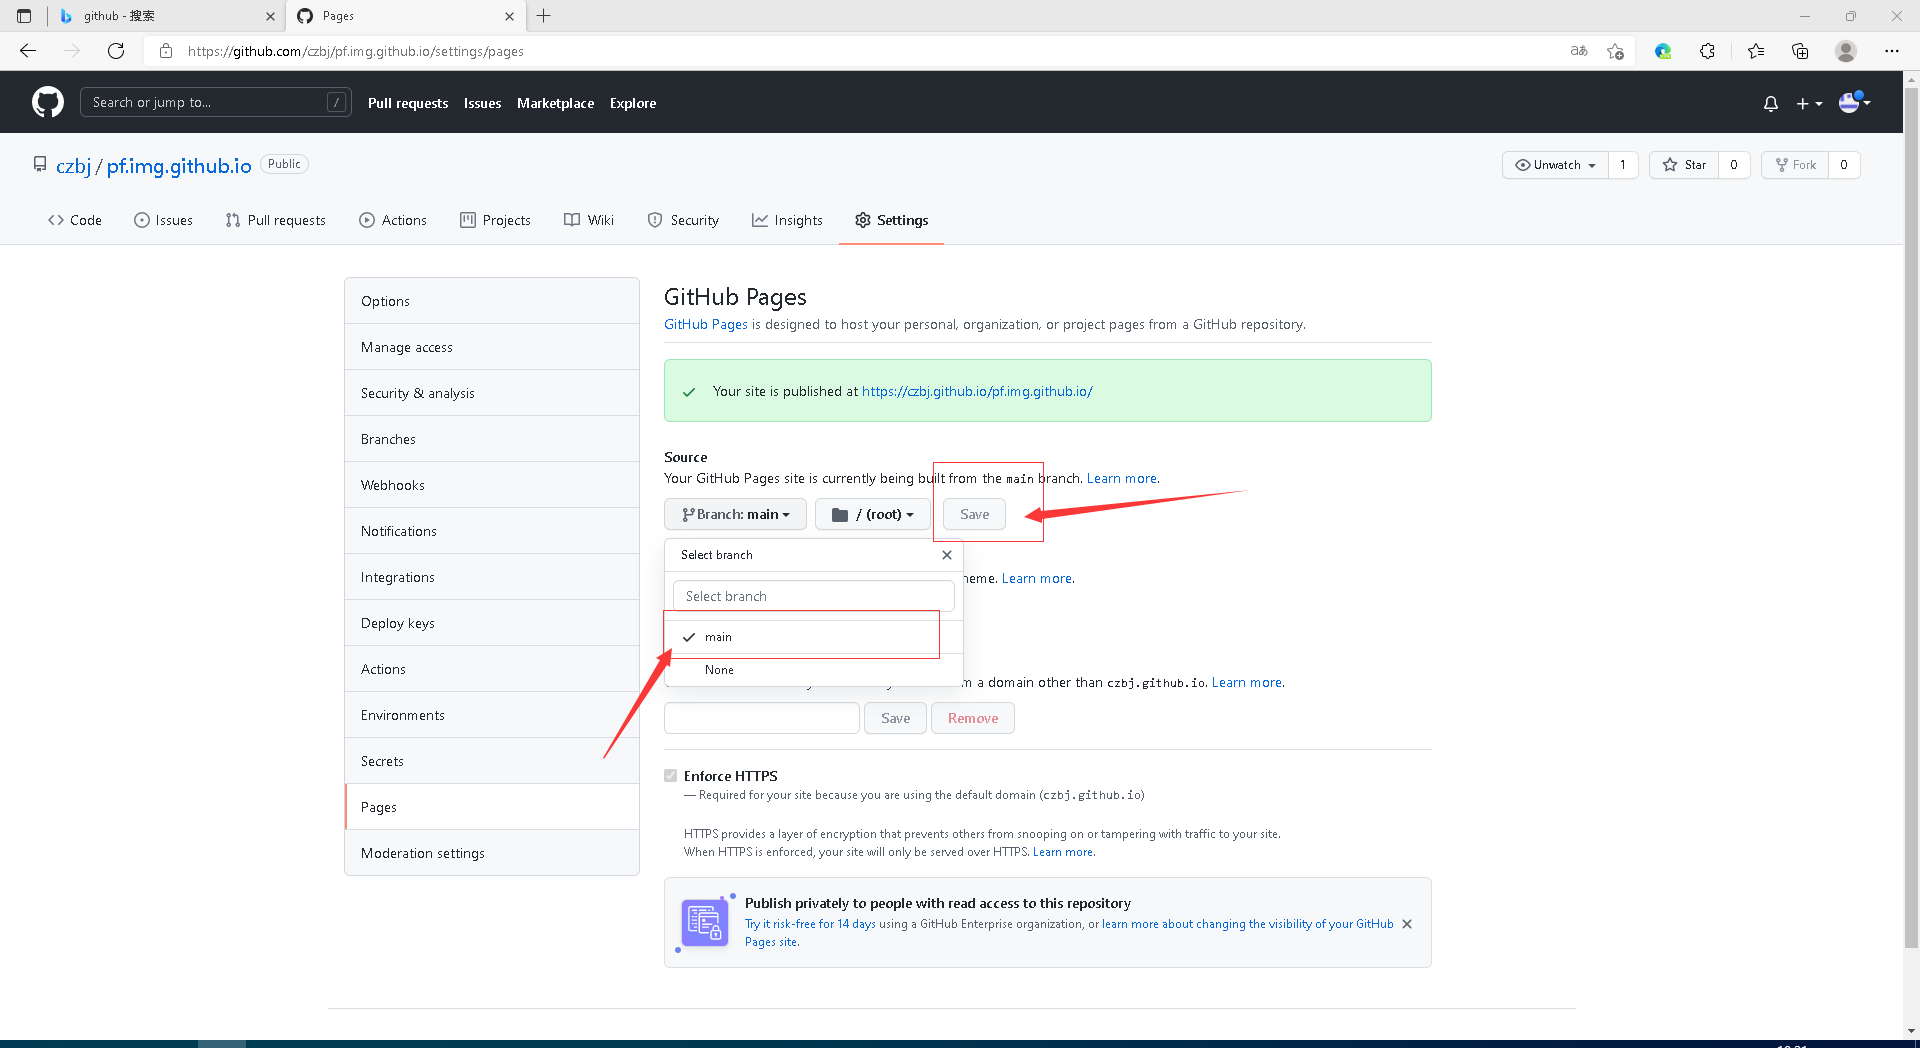 github - 搜索
Pages
https://github.com/czbj/pf.img.github.io/settings/pages
aあ
Search or jump to...
/
Pull requests
Issues
Marketplace
Explore
czbj / pf.img.github.io
Public
Unwatch
1
Star
0
Fork
0
Code
Issues
Pull requests
Actions
Projects
Wiki
Security
Insights
Settings
Options
Manage access
Security & analysis
Branches
Webhooks
Notifications
Integrations
Deploy keys
Actions
Environments
Secrets
Pages
Moderation settings
GitHub Pages
GitHub Pages is designed to host your personal, organization, or project pages from a GitHub repository.
Your site is published at https://czbj.github.io/pf.img.github.io/
Source
Your GitHub Pages site is currently being built from the main branch. Learn more.
Branch: main
/ (root)
Save
Select branch
Select branch
heme. Learn more.
main
None
m a domain other than czbj.github.io. Learn more.
Save
Remove
Enforce HTTPS
— Required for your site because you are using the default domain (czbj.github.io)
HTTPS provides a layer of encryption that prevents others from snooping on or tampering with traffic to your site.
When HTTPS is enforced, your site will only be served over HTTPS. Learn more.
Publish privately to people with read access to this repository
Try it risk-free for 14 days using a GitHub Enterprise organization, or learn more about changing the visibility of your GitHub
Pages site.